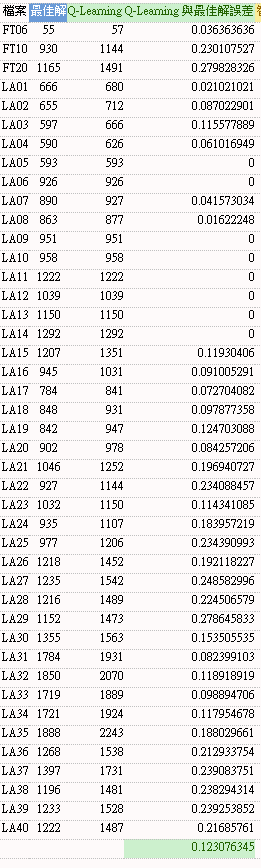 檔案 最佳解 Q-Learning Q-Learning 與最佳解誤差
FT06 55 57 0.036363636
FT10 930 1144 0.230107527
FT20 1165 1491 0.279828326
LA01 666 680 0.021021021
LA02 655 712 0.087022901
LA03 597 666 0.115577889
LA04 590 626 0.061016949
LA05 593 593 0
LA06 926 926 0
LA07 890 927 0.041573034
LA08 863 877 0.01622248
LA09 951 951 0
LA10 958 958 0
LA11 1222 1222 0
LA12 1039 1039 0
LA13 1150 1150 0
LA14 1292 1292 0
LA15 1207 1351 0.11930406
LA16 945 1031 0.091005291
LA17 784 841 0.072704082
LA18 848 931 0.097877358
LA19 842 947 0.124703088
LA20 902 978 0.084257206
LA21 1046 1252 0.196940727
LA22 927 1144 0.234088457
LA23 1032 1150 0.114341085
LA24 935 1107 0.183957219
LA25 977 1206 0.234390993
LA26 1218 1452 0.192118227
LA27 1235 1542 0.248582996
LA28 1216 1489 0.224506579
LA29 1152 1473 0.278645833
LA30 1355 1563 0.153505535
LA31 1784 1931 0.082399103
LA32 1850 2070 0.118918919
LA33 1719 1889 0.098894706
LA34 1721 1924 0.117954678
LA35 1888 2243 0.188029661
LA36 1268 1538 0.212933754
LA37 1397 1731 0.239083751
LA38 1196 1481 0.238294314
LA39 1233 1528 0.239253852
LA40 1222 1487 0.21685761
0.123076345